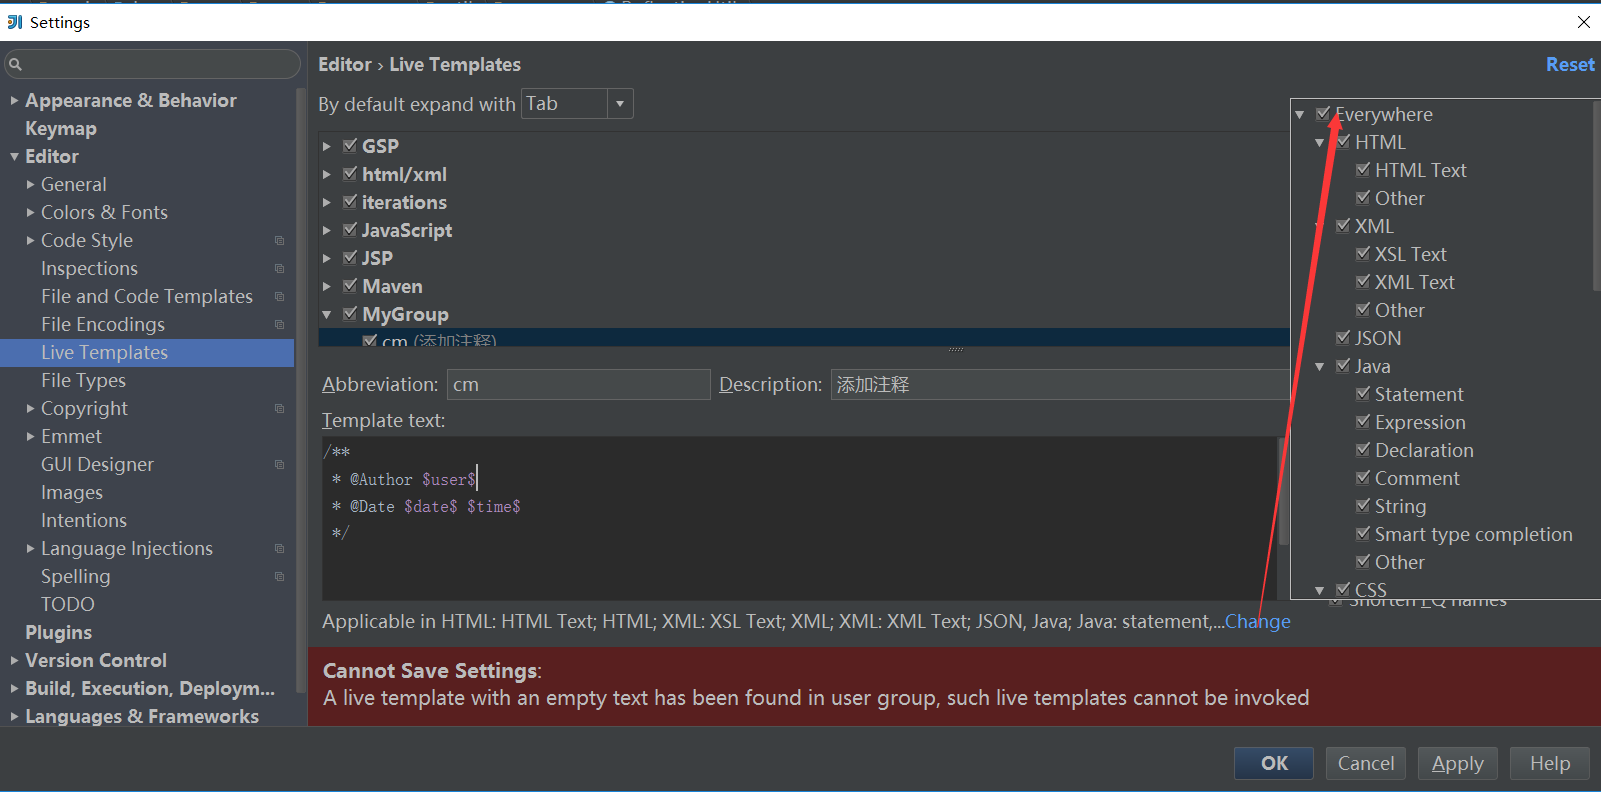 Settings
Editor › Live Templates
Reset
By default expand with Tab
Appearance & Behavior
Keymap
Editor
General
Colors & Fonts
Code Style
Inspections
File and Code Templates
File Encodings
Live Templates
File Types
Copyright
Emmet
GUI Designer
Images
Intentions
Language Injections
Spelling
TODO
Plugins
Version Control
Build, Execution, Deploym...
Languages & Frameworks
GSP
html/xml
iterations
JavaScript
JSP
Maven
MyGroup
cm (添加注释)
Abbreviation: cm
Description: 添加注释
Template text:
/**
* @Author $user$
* @Date $date$ $time$
*/
Applicable in HTML: HTML Text; HTML; XML: XSL Text; XML; XML: XML Text; JSON, Java; Java: statement,...Change
Everywhere
HTML
HTML Text
Other
XML
XSL Text
XML Text
Other
JSON
Java
Statement
Expression
Declaration
Comment
String
Smart type completion
Other
CSS
Shorten FQ names
Cannot Save Settings:
A live template with an empty text has been found in user group, such live templates cannot be invoked
OK
Cancel
Apply
Help